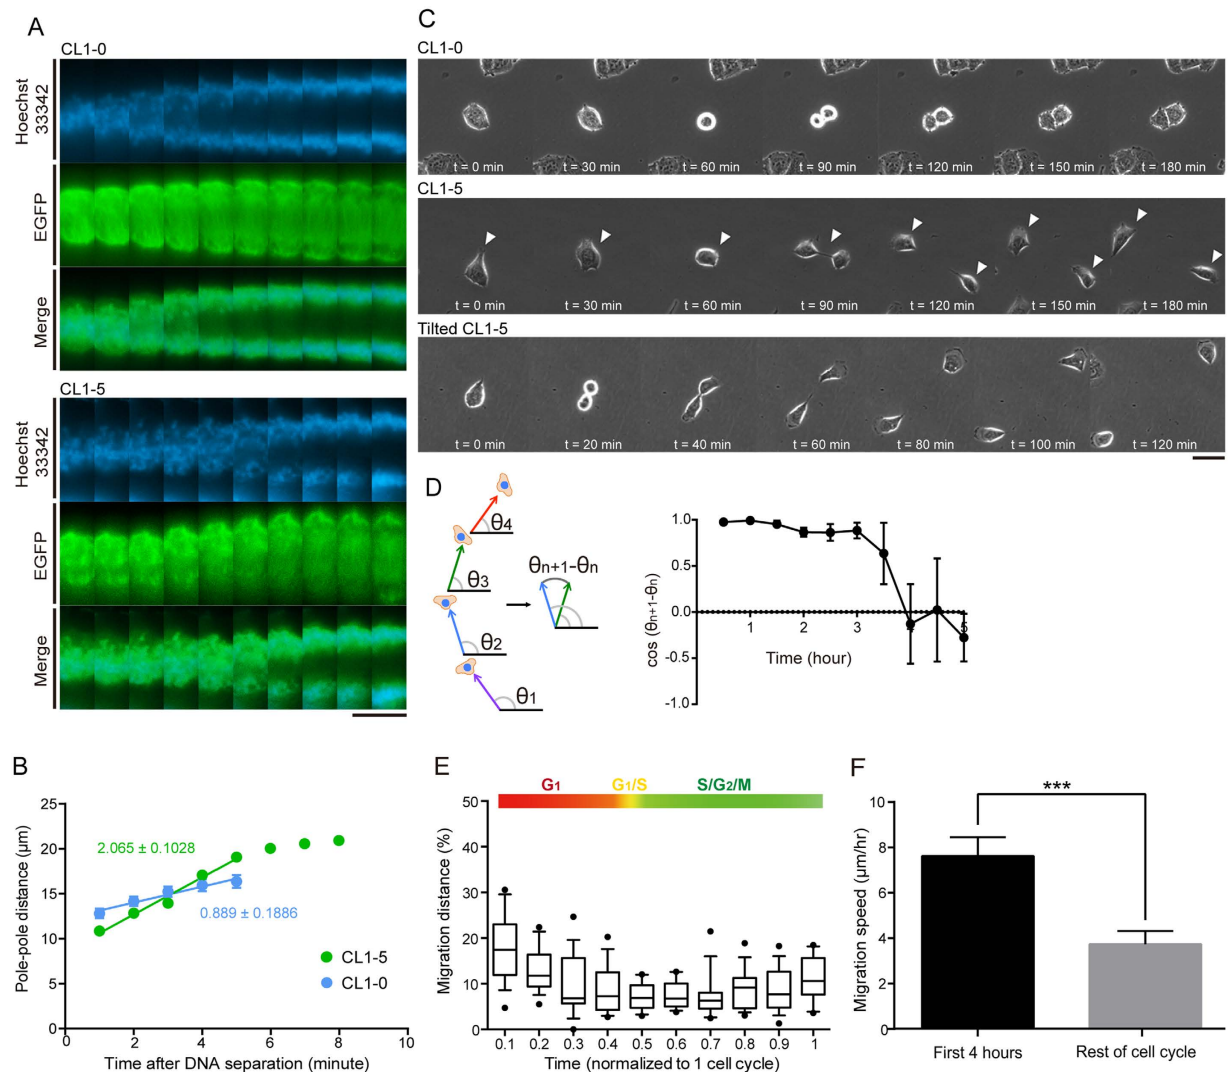 A
CL1-0
Hoechst
33342
EGFP
Merge
CL1-5
Hoechst
33342
EGFP
Merge
C
CL1-0
t = 0 min
t = 30 min
t = 60 min
t = 90 min
t = 120 min
t = 150 min
t = 180 min
CL1-5
t = 0 min
t = 30 min
t = 60 min
t = 90 min
t = 120 min
t = 150 min
t = 180 min
Tilted CL1-5
t = 0 min
t = 20 min
t = 40 min
t = 60 min
t = 80 min
t = 100 min
t = 120 min
D
θ4
θ3
θ2
θ1
θn+1-θn
cos (θn+1-θn)
1.0
0.5
0.0
-0.5
-1.0
1
2
3
4
5
Time (hour)
B
Pole-pole distance (μm)
25
20
15
10
5
0
2.065 ± 0.1028
0.889 ± 0.1886
CL1-5
CL1-0
0
2
4
6
8
10
Time after DNA separation (minute)
E
G1
G1/S
S/G2/M
Migration distance (%)
50
40
30
20
10
0
0.1
0.2
0.3
0.4
0.5
0.6
0.7
0.8
0.9
1
Time (normalized to 1 cell cycle)
F
***
Migration speed (μm/hr)
10
8
6
4
2
0
First 4 hours
Rest of cell cycle